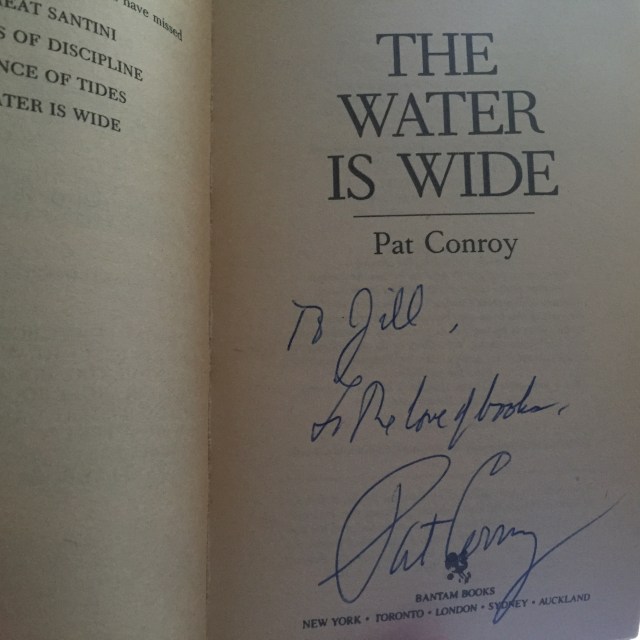 have missed
EAT SANTINI
S OF DISCIPLINE
NCE OF TIDES
ATER IS WIDE
THE
WATER
IS WIDE
Pat Conroy
To Jill,
For the love of books,
Pat Conroy
BANTAM BOOKS
NEW YORK • TORONTO • LONDON • SYDNEY • AUCKLAND